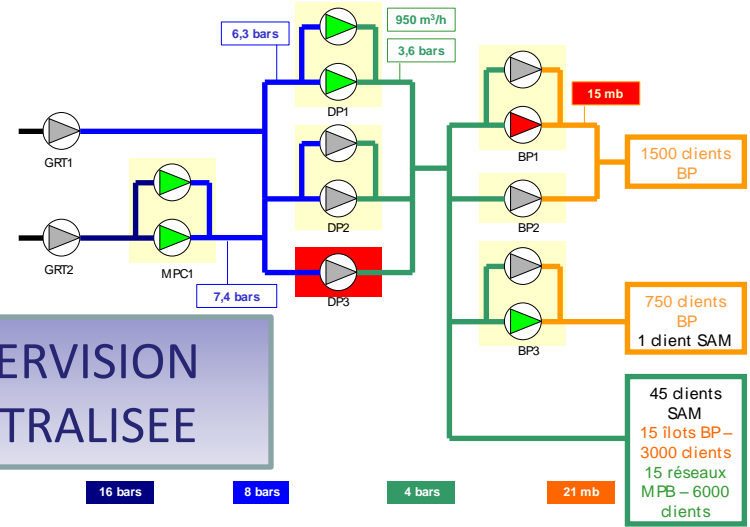 950 m³/h
6,3 bars
3,6 bars
DP1
15 mb
GRT1
BP1
1500 clients
BP
DP2
BP2
GRT2
MPC1
7,4 bars
DP3
750 clients
BP
1 client SAM
BP3
ERVISION
TRALISEE
45 clients
SAM
15 îlots BP –
3000 clients
15 réseaux
MPB – 6000
clients
16 bars
8 bars
4 bars
21 mb